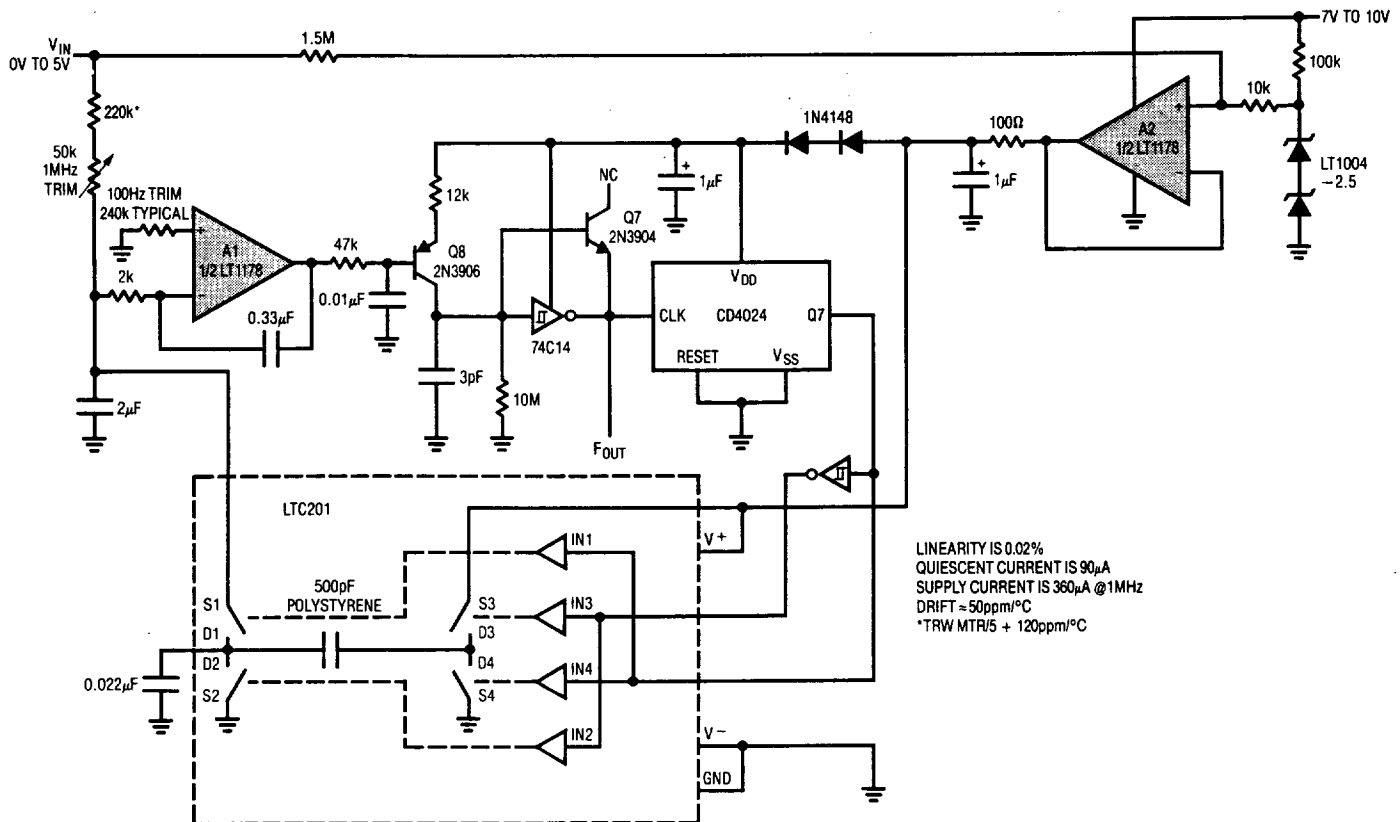 V_IN
0V TO 5V
1.5M
7V TO 10V
100k
10k
220k*
50k
1MHz
TRIM
100Hz TRIM
240k TYPICAL
A1
1/2 LT1178
+
−
2k
0.33µF
47k
0.01µF
12k
Q8
2N3906
NC
Q7
2N3904
1N4148
+
1µF
100Ω
+
1µF
A2
1/2 LT1178
+
−
LT1004
−2.5
74C14
3pF
10M
F_OUT
V_DD
CLK
CD4024
Q7
RESET
V_SS
2µF
LTC201
V+
IN1
500pF
POLYSTYRENE
S1
S3
IN3
D1
D3
D2
D4
IN4
0.022µF
S2
S4
IN2
V−
GND
LINEARITY IS 0.02%
QUIESCENT CURRENT IS 90µA
SUPPLY CURRENT IS 360µA @1MHz
DRIFT ≈ 50ppm/°C
*TRW MTR/5 + 120ppm/°C